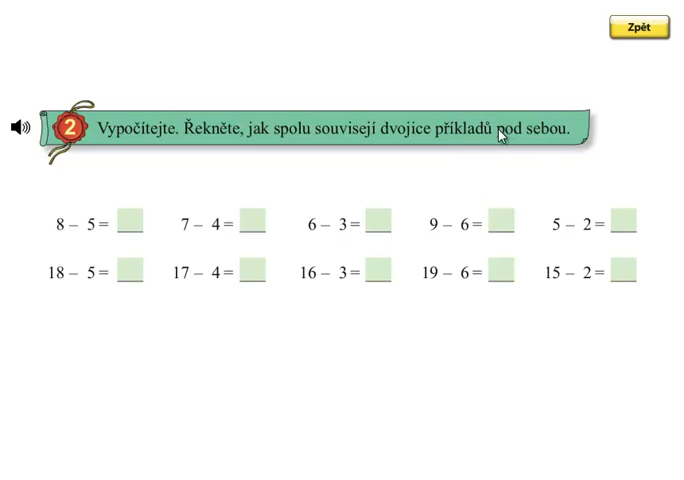 Zpět
2 Vypočítejte. Řekněte, jak spolu souvisejí dvojice příkladů pod sebou.
8 – 5 = 7 – 4 = 6 – 3 = 9 – 6 = 5 – 2 =
18 – 5 = 17 – 4 = 16 – 3 = 19 – 6 = 15 – 2 =